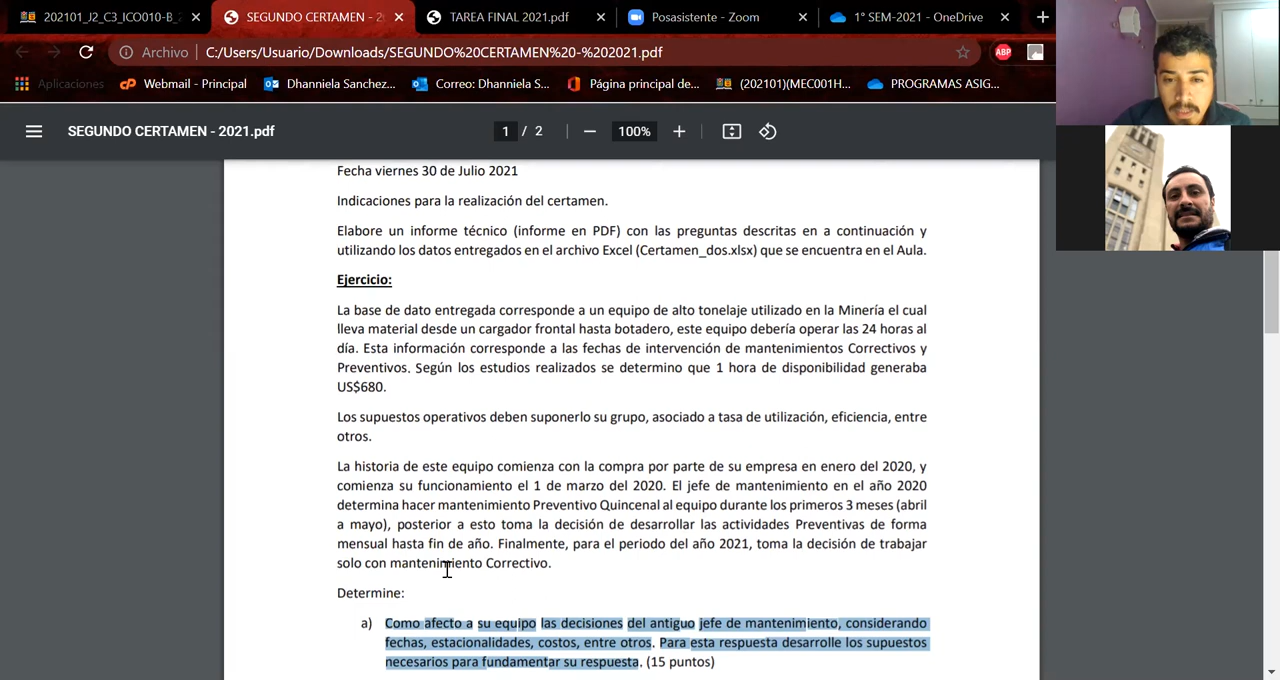 202101_J2_C3_ICO010-B_2
SEGUNDO CERTAMEN - 2
TAREA FINAL 2021.pdf
Posasistente - Zoom
1° SEM-2021 - OneDrive
Archivo
C:/Users/Usuario/Downloads/SEGUNDO%20CERTAMEN%20-%202021.pdf
ABP
Aplicaciones
Webmail - Principal
Dhanniela Sanchez...
Correo: Dhanniela S...
Página principal de...
(202101)(MEC001H...
PROGRAMAS ASIG...
SEGUNDO CERTAMEN - 2021.pdf
1 / 2
100%
Fecha viernes 30 de Julio 2021
Indicaciones para la realización del certamen.
Elabore un informe técnico (informe en PDF) con las preguntas descritas en a continuación y
utilizando los datos entregados en el archivo Excel (Certamen_dos.xlsx) que se encuentra en el Aula.
Ejercicio:
La base de dato entregada corresponde a un equipo de alto tonelaje utilizado en la Minería el cual
lleva material desde un cargador frontal hasta botadero, este equipo debería operar las 24 horas al
día. Esta información corresponde a las fechas de intervención de mantenimientos Correctivos y
Preventivos. Según los estudios realizados se determino que 1 hora de disponibilidad generaba
US$680.
Los supuestos operativos deben suponerlo su grupo, asociado a tasa de utilización, eficiencia, entre
otros.
La historia de este equipo comienza con la compra por parte de su empresa en enero del 2020, y
comienza su funcionamiento el 1 de marzo del 2020. El jefe de mantenimiento en el año 2020
determina hacer mantenimiento Preventivo Quincenal al equipo durante los primeros 3 meses (abril
a mayo), posterior a esto toma la decisión de desarrollar las actividades Preventivas de forma
mensual hasta fin de año. Finalmente, para el periodo del año 2021, toma la decisión de trabajar
solo con mantenimiento Correctivo.
Determine:
a) Como afecto a su equipo las decisiones del antiguo jefe de mantenimiento, considerando
fechas, estacionalidades, costos, entre otros. Para esta respuesta desarrolle los supuestos
necesarios para fundamentar su respuesta. (15 puntos)